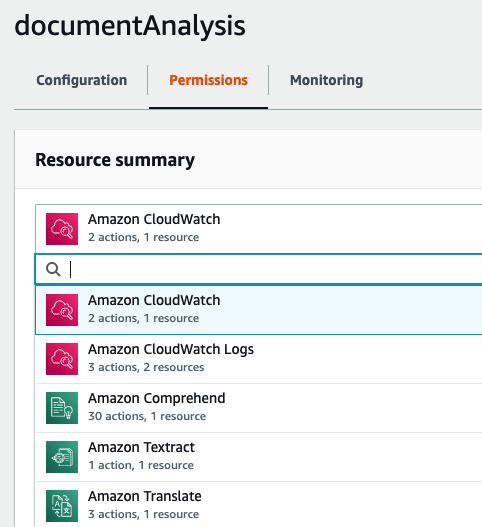 documentAnalysis
Configuration
Permissions
Monitoring
Resource summary
Amazon CloudWatch
2 actions, 1 resource
Amazon CloudWatch
2 actions, 1 resource
Amazon CloudWatch Logs
3 actions, 2 resources
Amazon Comprehend
30 actions, 1 resource
Amazon Textract
1 action, 1 resource
Amazon Translate
3 actions, 1 resource